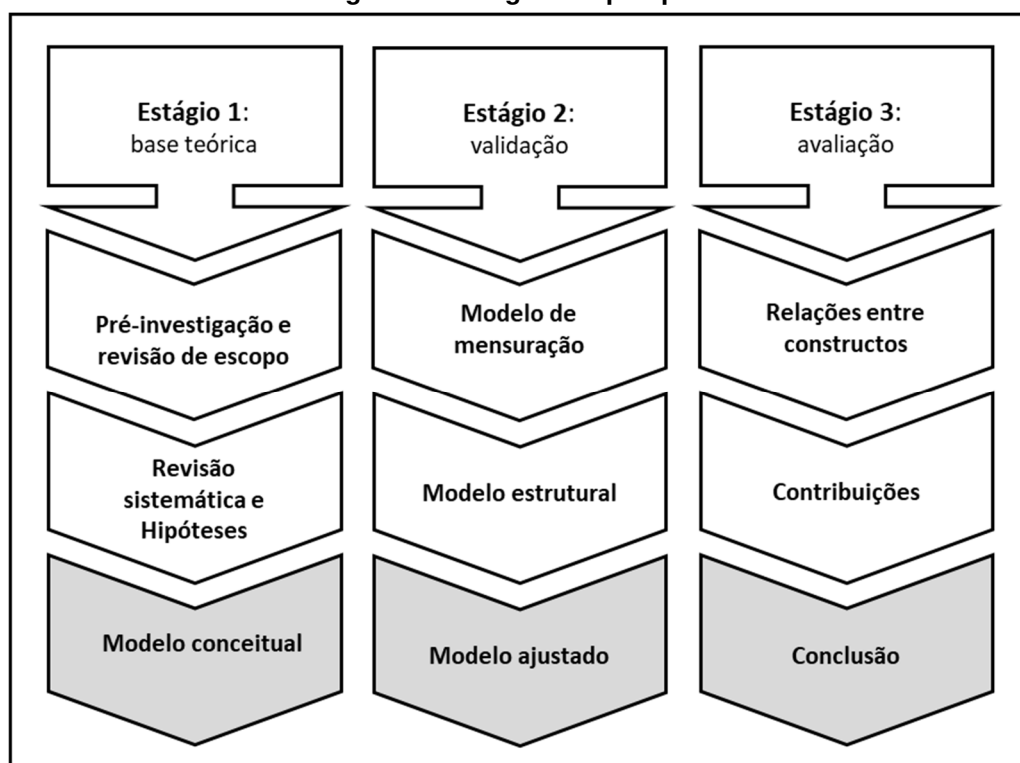 Estágio 1:
base teórica
Pré-investigação e
revisão de escopo
Revisão
sistemática e
Hipóteses
Modelo conceitual
Estágio 2:
validação
Modelo de
mensuração
Modelo estrutural
Modelo ajustado
Estágio 3:
avaliação
Relações entre
constructos
Contribuições
Conclusão